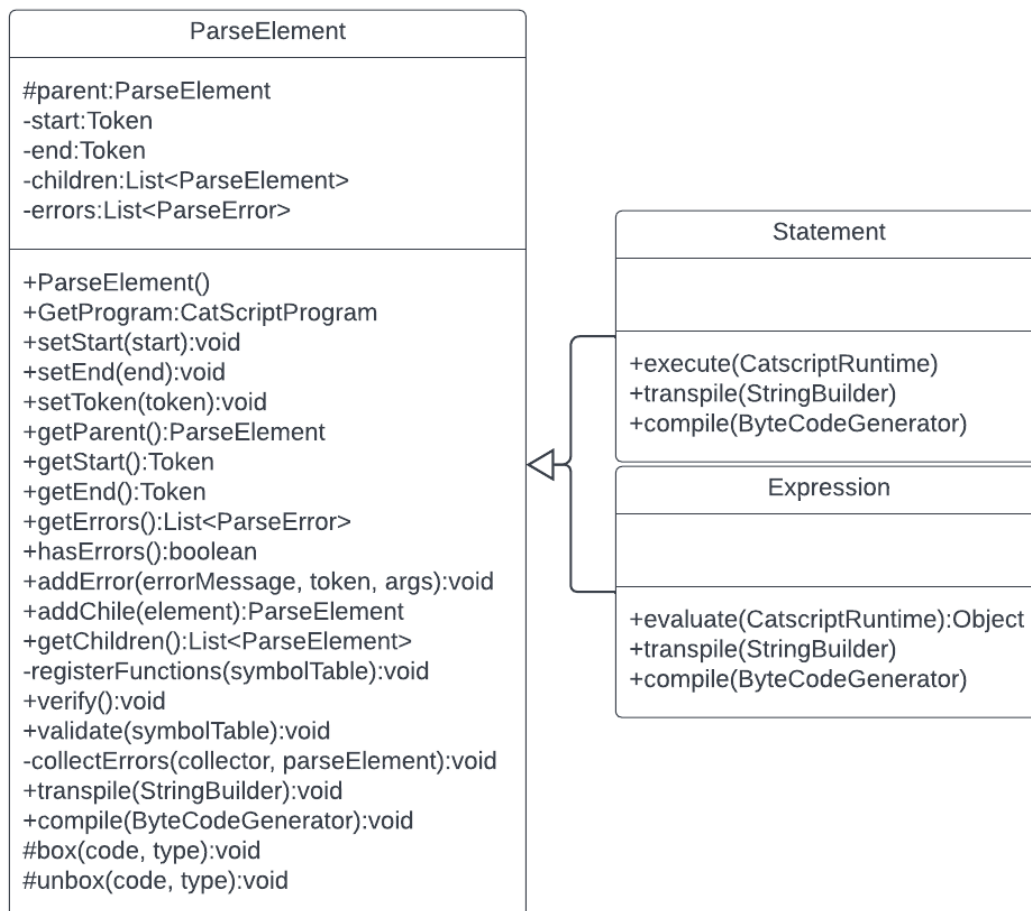 ParseElement
#parent:ParseElement
-start:Token
-end:Token
-children:List<ParseElement>
-errors:List<ParseError>
+ParseElement()
+GetProgram:CatScriptProgram
+setStart(start):void
+setEnd(end):void
+setToken(token):void
+getParent():ParseElement
+getStart():Token
+getEnd():Token
+getErrors():List<ParseError>
+hasErrors():boolean
+addError(errorMessage, token, args):void
+addChile(element):ParseElement
+getChildren():List<ParseElement>
-registerFunctions(symbolTable):void
+verify():void
+validate(symbolTable):void
-collectErrors(collector, parseElement):void
+transpile(StringBuilder):void
+compile(ByteCodeGenerator):void
#box(code, type):void
#unbox(code, type):void
Statement
+execute(CatscriptRuntime)
+transpile(StringBuilder)
+compile(ByteCodeGenerator)
Expression
+evaluate(CatscriptRuntime):Object
+transpile(StringBuilder)
+compile(ByteCodeGenerator)